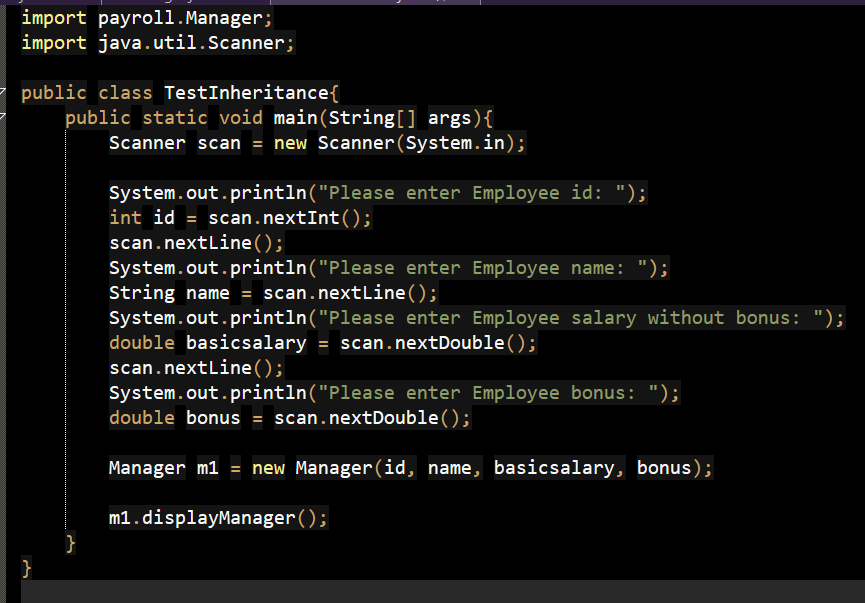 import payroll.Manager;
import java.util.Scanner;

public class TestInheritance{
    public static void main(String[] args){
        Scanner scan = new Scanner(System.in);

        System.out.println("Please enter Employee id: ");
        int id = scan.nextInt();
        scan.nextLine();
        System.out.println("Please enter Employee name: ");
        String name = scan.nextLine();
        System.out.println("Please enter Employee salary without bonus: ");
        double basicsalary = scan.nextDouble();
        scan.nextLine();
        System.out.println("Please enter Employee bonus: ");
        double bonus = scan.nextDouble();

        Manager m1 = new Manager(id, name, basicsalary, bonus);

        m1.displayManager();
    }
}